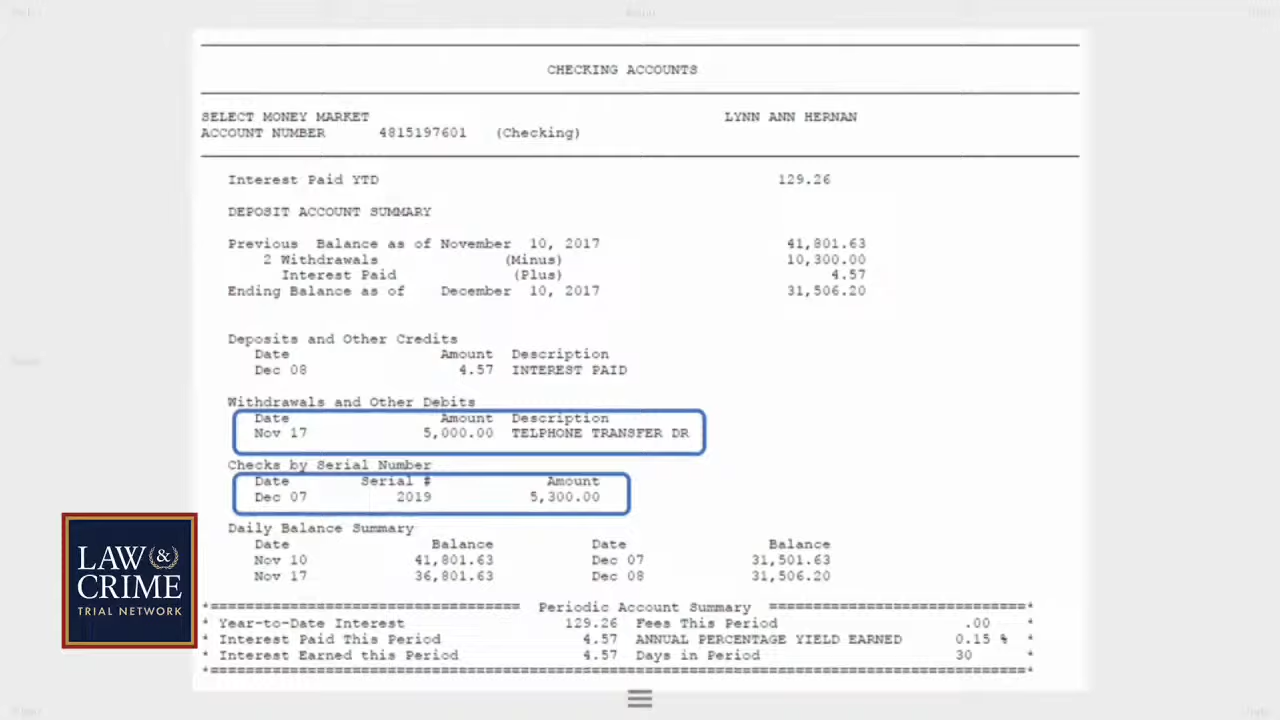 CHECKING ACCOUNTS
SELECT MONEY MARKET LYNN ANN HERNAN
ACCOUNT NUMBER 4815197601 (Checking)
Interest Paid YTD 129.26
DEPOSIT ACCOUNT SUMMARY
Previous Balance as of November 10, 2017 41,801.63
2 Withdrawals (Minus) 10,300.00
Interest Paid (Plus) 4.57
Ending Balance as of December 10, 2017 31,506.20
Deposits and Other Credits
Date Amount Description
Dec 08 4.57 INTEREST PAID
Withdrawals and Other Debits
Date Amount Description
Nov 17 5,000.00 TELPHONE TRANSFER DR
Checks by Serial Number
Date Serial # Amount
Dec 07 2019 5,300.00
Daily Balance Summary
Date Balance Date Balance
Nov 10 41,801.63 Dec 07 31,501.63
Nov 17 36,801.63 Dec 08 31,506.20
*=================================== Periodic Account Summary =============================*
* Year-to-Date Interest 129.26 Fees This Period .00 *
* Interest Paid This Period 4.57 ANNUAL PERCENTAGE YIELD EARNED 0.15 % *
* Interest Earned this Period 4.57 Days in Period 30 *
*=============================================================================================*
LAW &
CRIME
TRIAL NETWORK